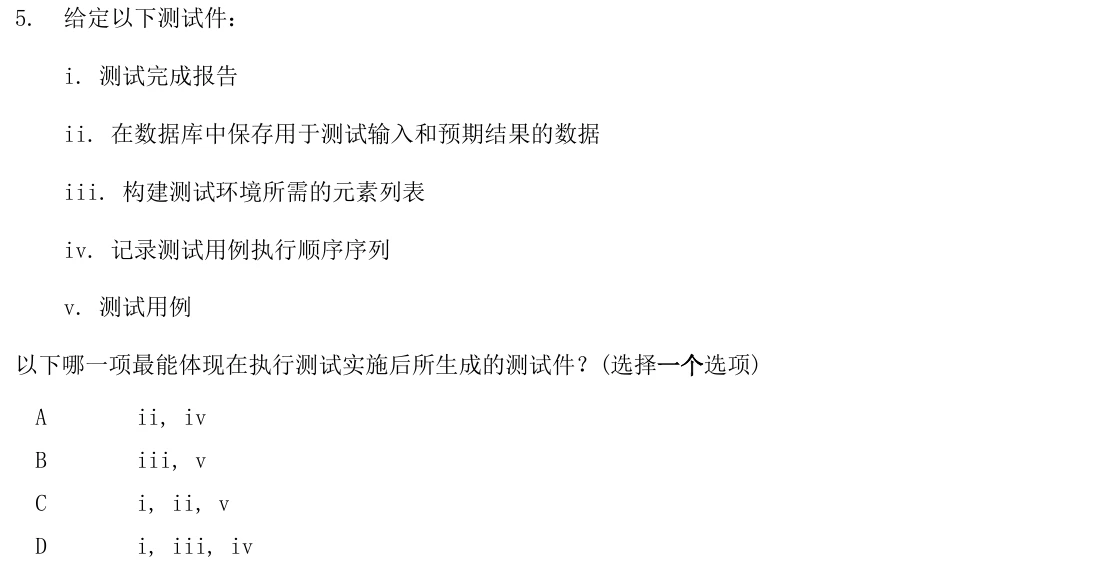 5. 给定以下测试件：
i. 测试完成报告
ii. 在数据库中保存用于测试输入和预期结果的数据
iii. 构建测试环境所需的元素列表
iv. 记录测试用例执行顺序序列
v. 测试用例
以下哪一项最能体现在执行测试实施后所生成的测试件？（选择一个选项）
A ii, iv
B iii, v
C i, ii, v
D i, iii, iv